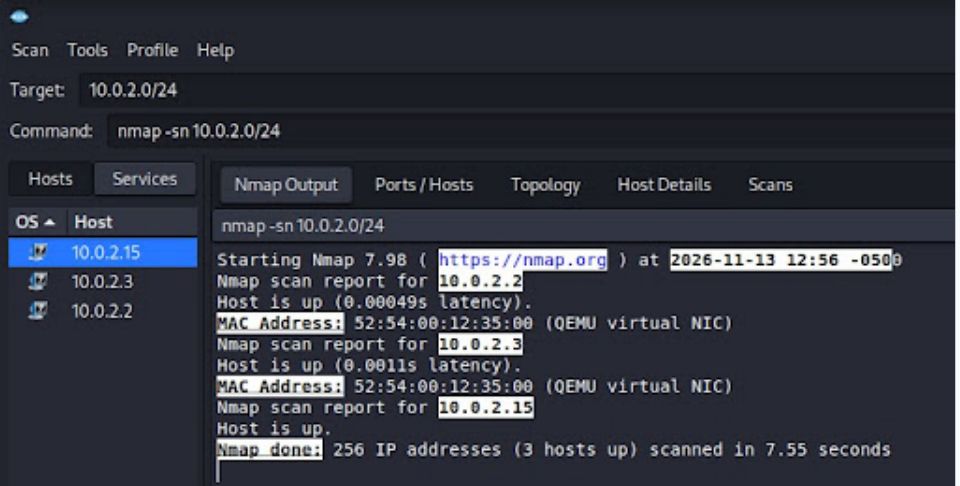 Scan Tools Profile Help
Target: 10.0.2.0/24
Command: nmap -sn 10.0.2.0/24
Hosts Services
Nmap Output Ports / Hosts Topology Host Details Scans
OS Host
nmap -sn 10.0.2.0/24
10.0.2.15
10.0.2.3
10.0.2.2
Starting Nmap 7.98 ( https://nmap.org ) at 2026-11-13 12:56 -0500
Nmap scan report for 10.0.2.2
Host is up (0.00049s latency).
MAC Address: 52:54:00:12:35:00 (QEMU virtual NIC)
Nmap scan report for 10.0.2.3
Host is up (0.0011s latency).
MAC Address: 52:54:00:12:35:00 (QEMU virtual NIC)
Nmap scan report for 10.0.2.15
Host is up.
Nmap done: 256 IP addresses (3 hosts up) scanned in 7.55 seconds